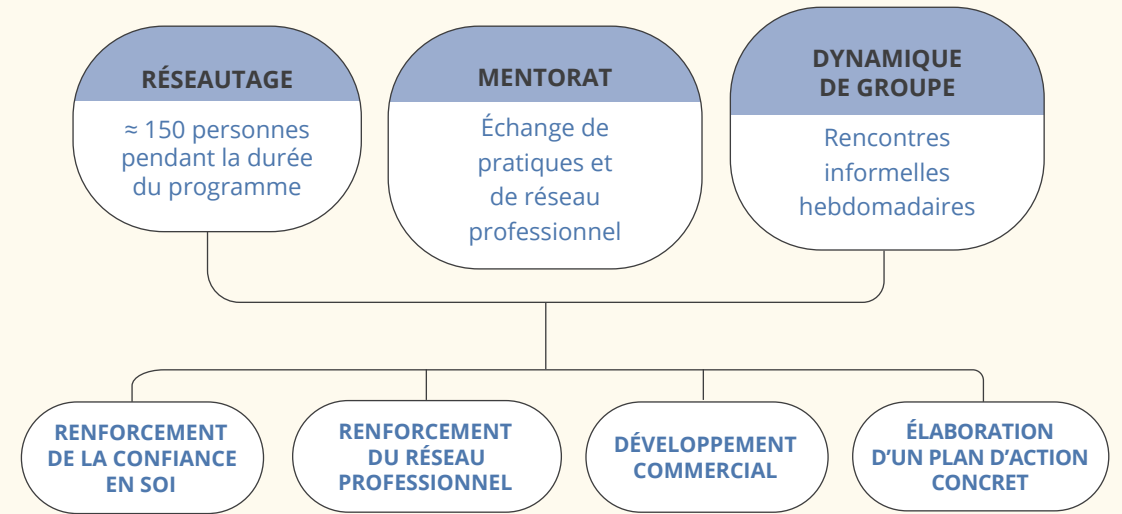 RÉSEAUTAGE
≈ 150 personnes
pendant la durée
du programme
MENTORAT
Échange de
pratiques et
de réseau
professionnel
DYNAMIQUE
DE GROUPE
Rencontres
informelles
hebdomadaires
RENFORCEMENT
DE LA CONFIANCE
EN SOI
RENFORCEMENT
DU RÉSEAU
PROFESSIONNEL
DÉVELOPPEMENT
COMMERCIAL
ÉLABORATION
D’UN PLAN D’ACTION
CONCRET